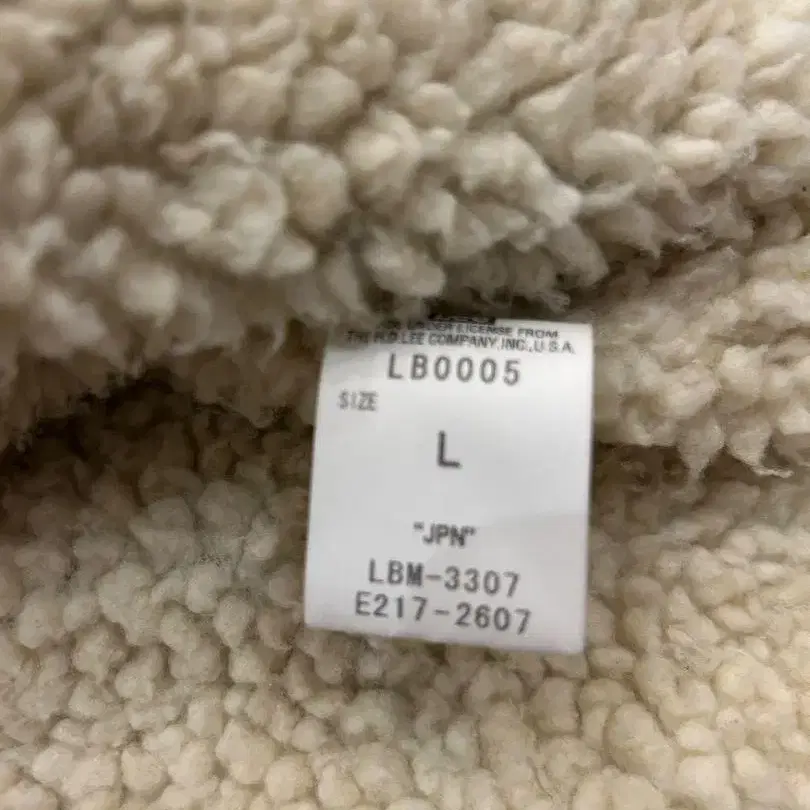 UNDER LICENSE FROM
THE H.D. LEE COMPANY, INC., U.S.A.
LB0005
SIZE
L
"JPN"
LBM-3307
E217-2607